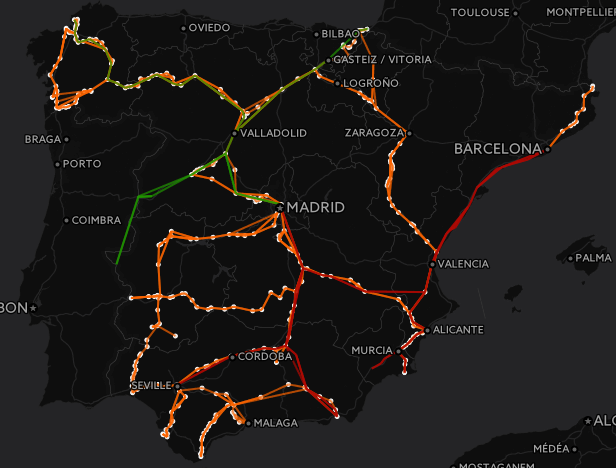 TOULOUSE
MONTPELLIER
OVIEDO
BILBAO
GASTEIZ / VITORIA
LOGROÑO
BRAGA
VALLADOLID
ZARAGOZA
BARCELONA
PORTO
MADRID
COIMBRA
PALMA
VALENCIA
BON
ALICANTE
MURCIA
CORDOBA
SEVILLE
MALAGA
ALG
MÉDÉA
MOSTAGANEM